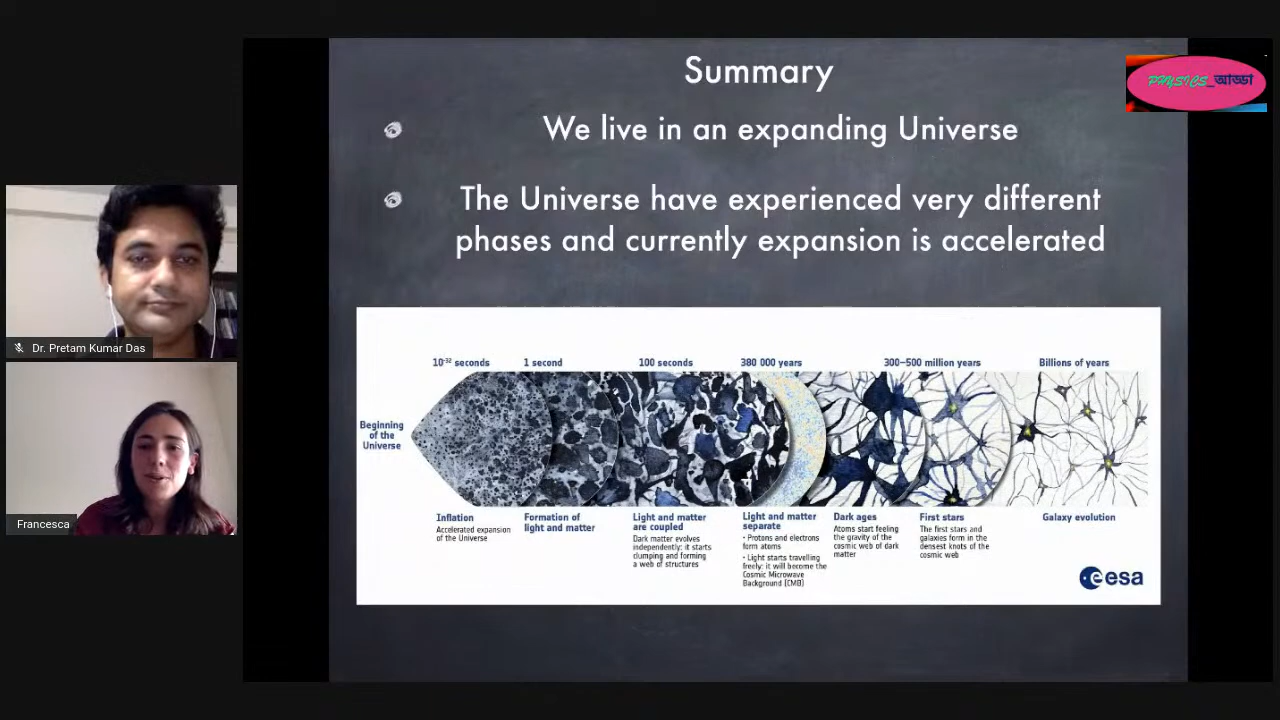 Summary
PHYSICS_আড্ডা
We live in an expanding Universe
The Universe have experienced very different
phases and currently expansion is accelerated
Dr. Pretam Kumar Das
Francesca
10⁻³² seconds
1 second
100 seconds
380 000 years
300–500 million years
Billions of years
Beginning
of the
Universe
Inflation
Accelerated expansion
of the Universe
Formation of
light and matter
Light and matter
are coupled
Dark matter evolves
independently: it starts
clumping and forming
a web of structures
Light and matter
separate
• Protons and electrons
form atoms
• Light starts travelling
freely: it will become the
Cosmic Microwave
Background (CMB)
Dark ages
Atoms start feeling
the gravity of the
cosmic web of dark
matter
First stars
The first stars and
galaxies form in the
densest knots of the
cosmic web
Galaxy evolution
esa